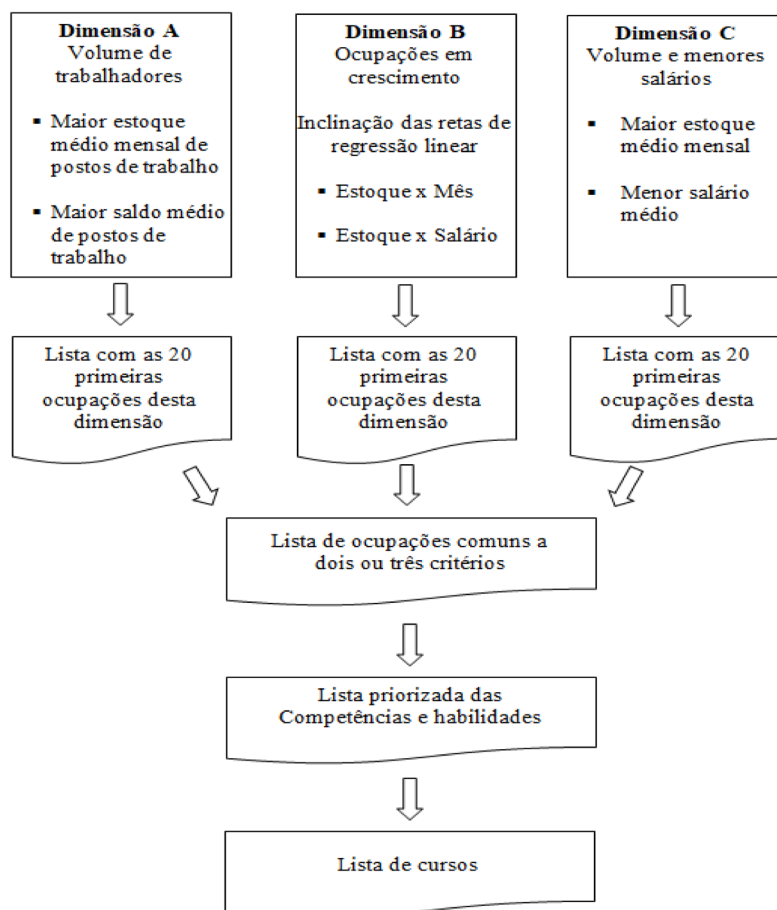 Dimensão A
Volume de
trabalhadores
▪ Maior estoque
médio mensal de
postos de trabalho
▪ Maior saldo médio
de postos de
trabalho
Dimensão B
Ocupações em
crescimento
Inclinação das retas de
regressão linear
▪ Estoque x Mês
▪ Estoque x Salário
Dimensão C
Volume e menores
salários
▪ Maior estoque
médio mensal
▪ Menor salário
médio
Lista com as 20
primeiras
ocupações desta
dimensão
Lista com as 20
primeiras
ocupações desta
dimensão
Lista com as 20
primeiras
ocupações desta
dimensão
Lista de ocupações comuns a
dois ou três critérios
Lista priorizada das
Competências e habilidades
Lista de cursos